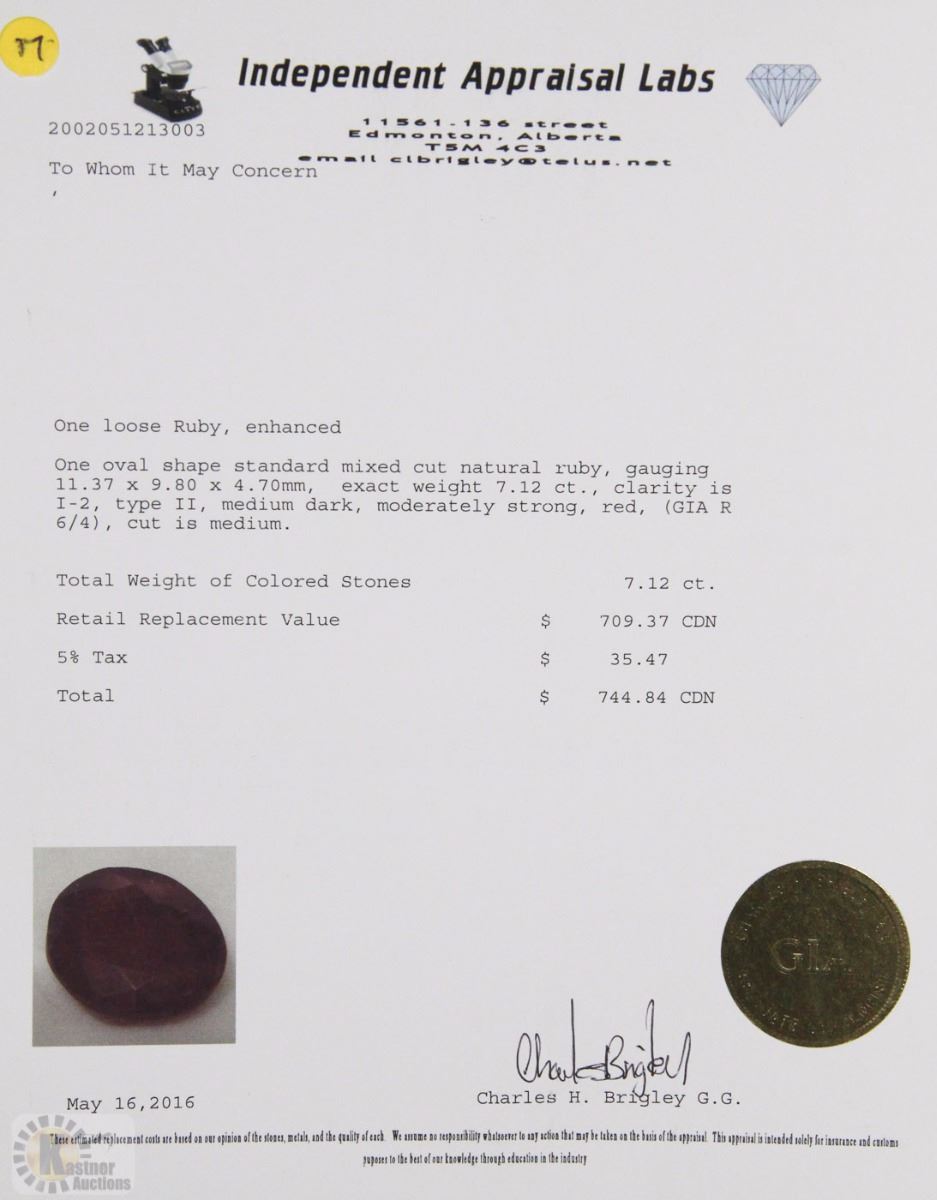 Independent Appraisal Labs
11561-136 street
Edmonton, Alberta
T5M 4C3
email clbrigley@telus.net
2002051213003
To Whom It May Concern
,
One loose Ruby, enhanced
One oval shape standard mixed cut natural ruby, gauging
11.37 x 9.80 x 4.70mm, exact weight 7.12 ct., clarity is
I-2, type II, medium dark, moderately strong, red, (GIA R
6/4), cut is medium.
Total Weight of Colored Stones 7.12 ct.
Retail Replacement Value $ 709.37 CDN
5% Tax $ 35.47
Total $ 744.84 CDN
GIA
Charles Brigley
Charles H. Brigley G.G.
May 16,2016
These estimated replacement costs are based on our opinion of the stones, metals, and the quality of each. We assume no responsibility whatsoever to any action that may be taken on the basis of the appraisal. This appraisal is intended solely for insurance and customs
puposes to the best of our knowledge through education in the industry
Kastner
Auctions